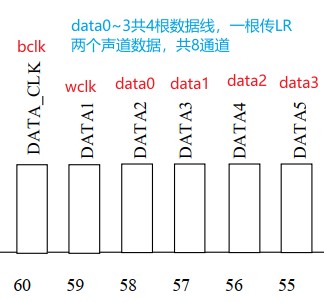 data0~3共4根数据线，一根传LR
两个声道数据，共8通道
bclk
wclk
data0
data1
data2
data3
DATA_CLK
DATA1
DATA2
DATA3
DATA4
DATA5
60
59
58
57
56
55